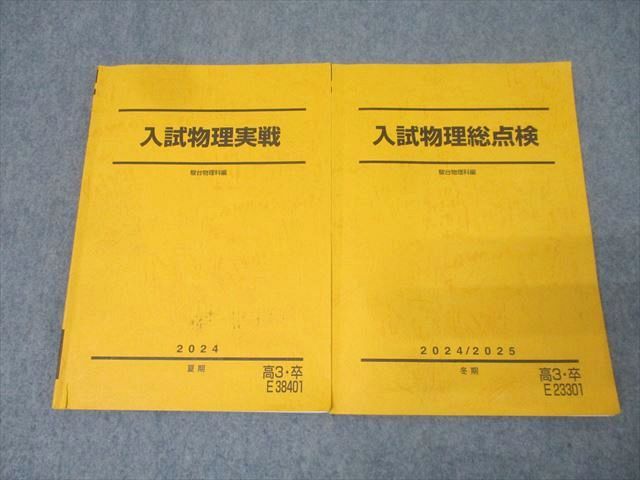 入試物理実戦
駿台物理科編
2024
夏期
高3・卒
E38401
入試物理総点検
駿台物理科編
2024/2025
冬期
高3・卒
E23301